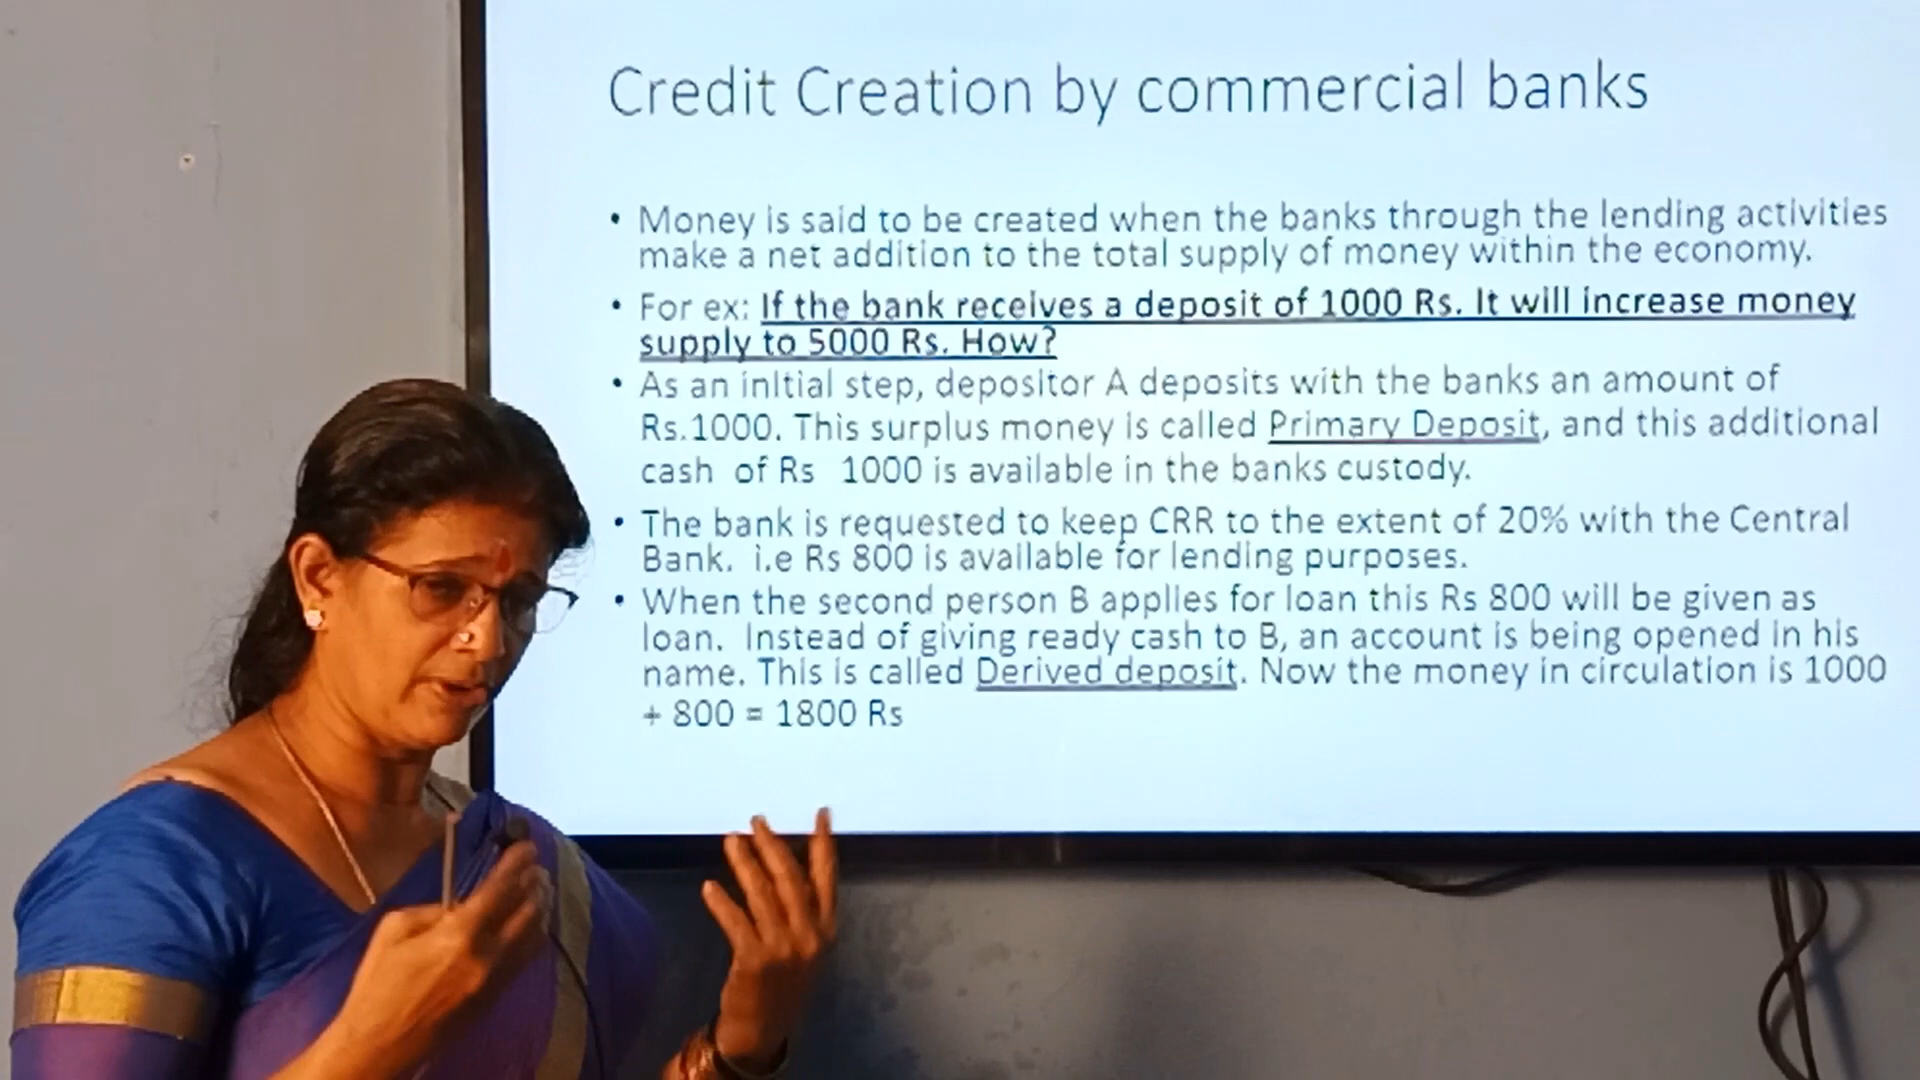 Credit Creation by commercial banks
• Money is said to be created when the banks through the lending activities
make a net addition to the total supply of money within the economy.
• For ex: If the bank receives a deposit of 1000 Rs. It will increase money
supply to 5000 Rs. How?
• As an initial step, depositor A deposits with the banks an amount of
Rs.1000. This surplus money is called Primary Deposit, and this additional
cash of Rs 1000 is available in the banks custody.
• The bank is requested to keep CRR to the extent of 20% with the Central
Bank. i.e Rs 800 is available for lending purposes.
• When the second person B applies for loan this Rs 800 will be given as
loan. Instead of giving ready cash to B, an account is being opened in his
name. This is called Derived deposit. Now the money in circulation is 1000
+ 800 = 1800 Rs